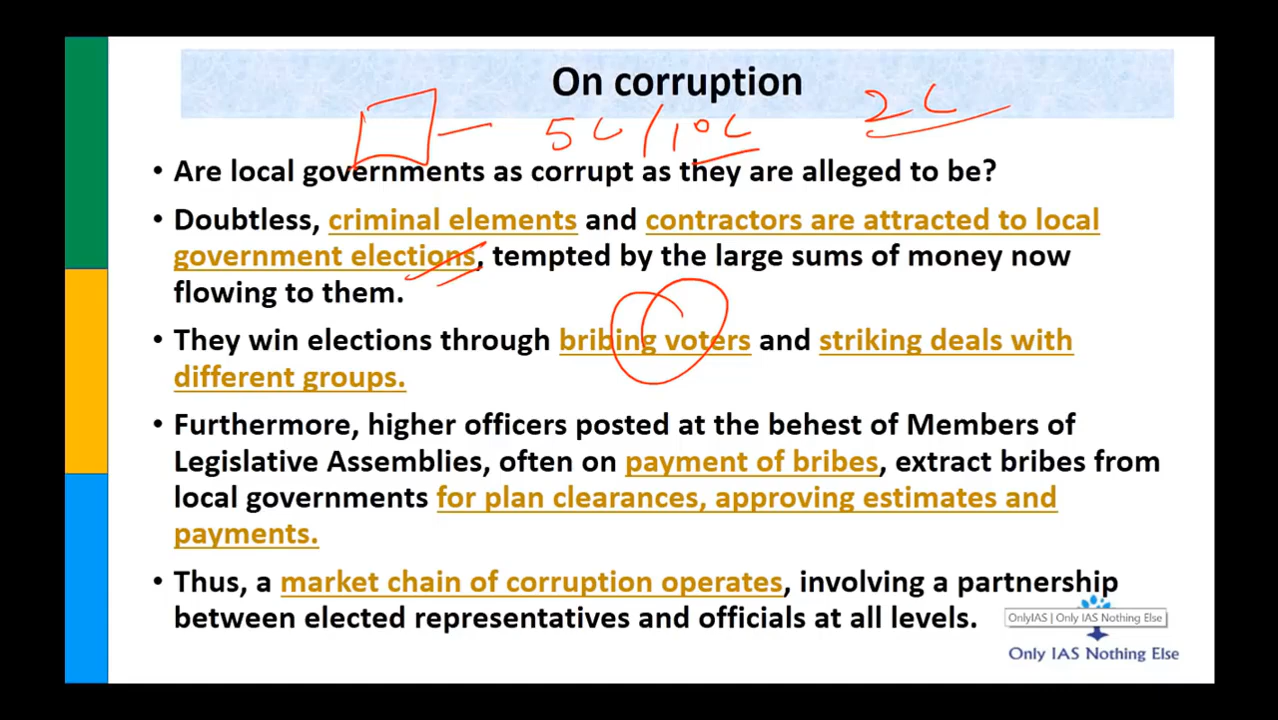 On corruption
5C/10C
2C
• Are local governments as corrupt as they are alleged to be?
• Doubtless, criminal elements and contractors are attracted to local
government elections, tempted by the large sums of money now
flowing to them.
• They win elections through bribing voters and striking deals with
different groups.
• Furthermore, higher officers posted at the behest of Members of
Legislative Assemblies, often on payment of bribes, extract bribes from
local governments for plan clearances, approving estimates and
payments.
• Thus, a market chain of corruption operates, involving a partnership
between elected representatives and officials at all levels.
OnlyIAS | Only IAS Nothing Else
Only IAS Nothing Else